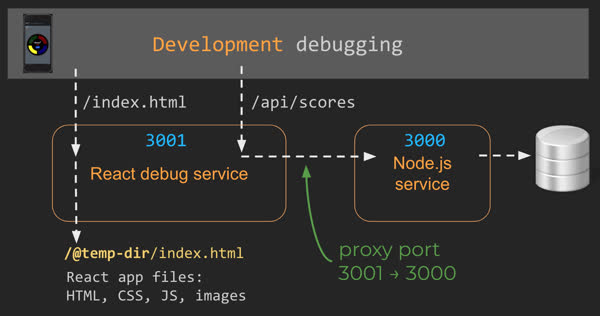 Development debugging
/index.html
/api/scores
3001
React debug service
3000
Node.js
service
/@temp-dir/index.html
React app files:
HTML, CSS, JS, images
proxy port
3001 → 3000